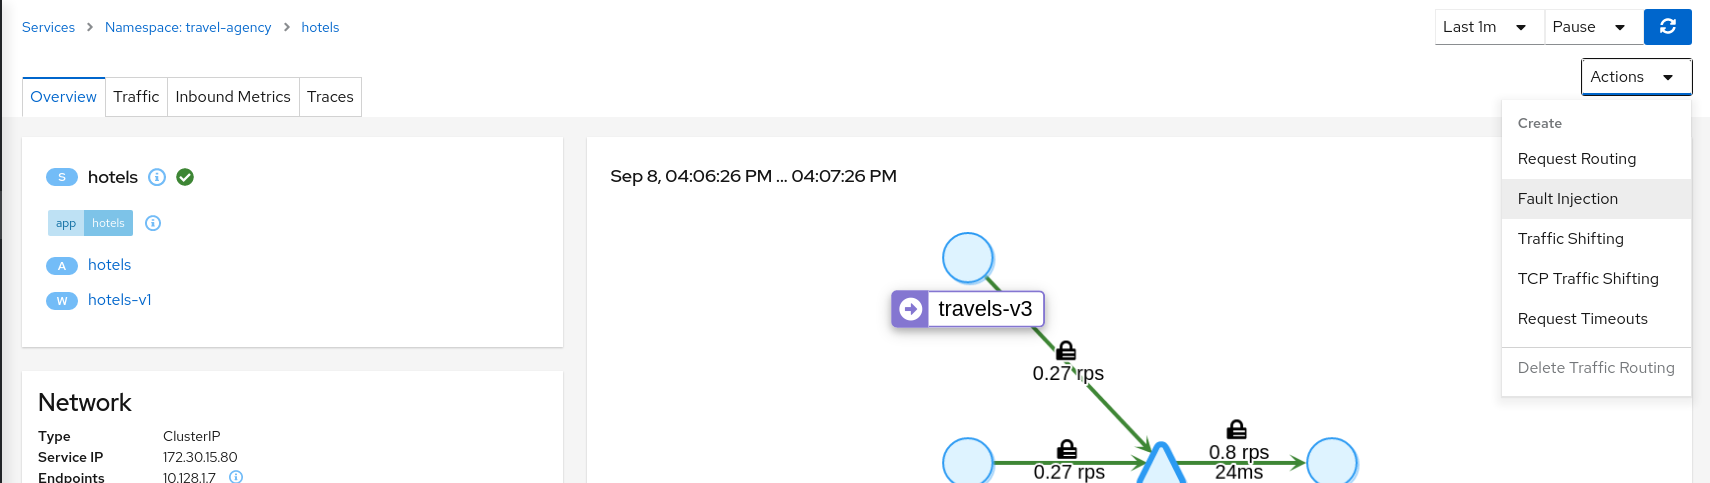 Services > Namespace: travel-agency > hotels
Last 1m
Pause
Actions
Overview
Traffic
Inbound Metrics
Traces
Create
Request Routing
Fault Injection
Traffic Shifting
TCP Traffic Shifting
Request Timeouts
Delete Traffic Routing
S hotels
app hotels
A hotels
W hotels-v1
Network
Type ClusterIP
Service IP 172.30.15.80
Endpoints 10.128.1.7
Sep 8, 04:06:26 PM ... 04:07:26 PM
travels-v3
0.27 rps
0.27 rps
0.8 rps
24ms